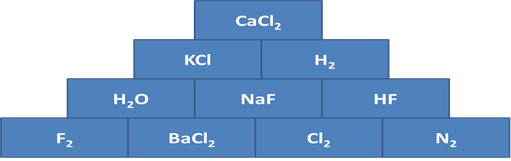 CaCl₂
KCl H₂
H₂O NaF HF
F₂ BaCl₂ Cl₂ N₂